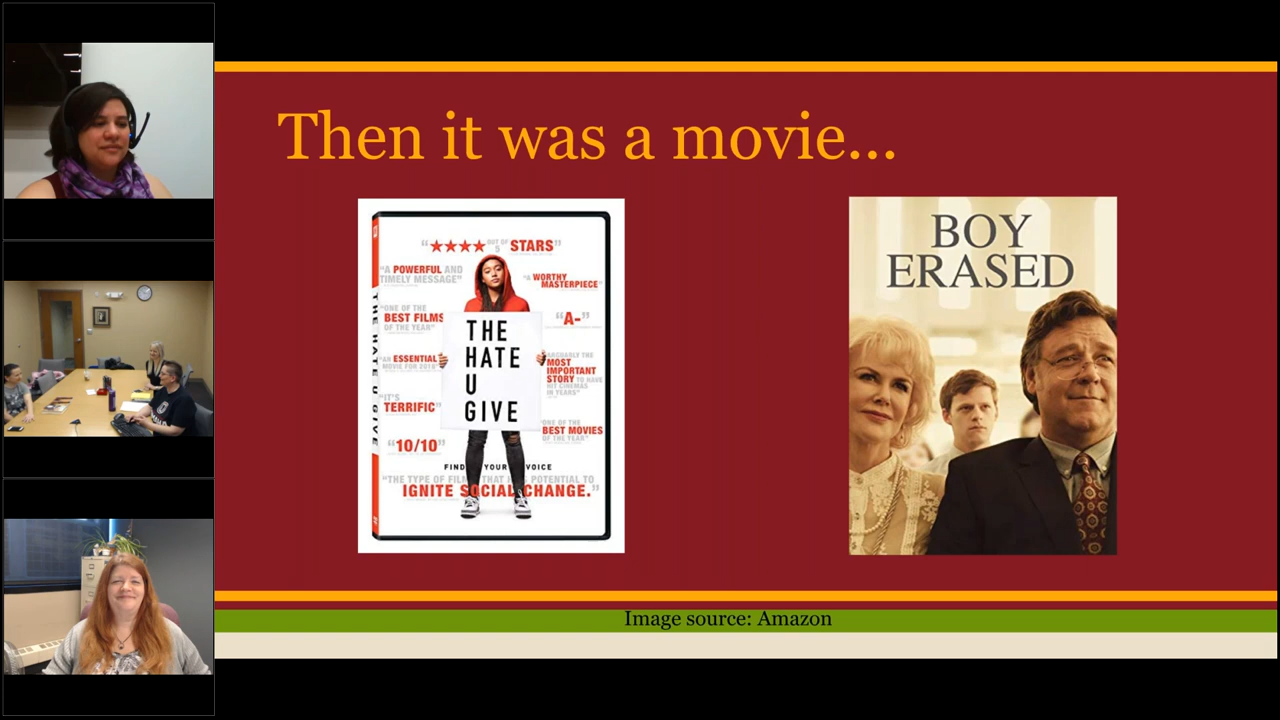 Then it was a movie...
“★★★★ OUT OF 5 STARS”
“A POWERFUL AND
TIMELY MESSAGE”
“A WORTHY
MASTERPIECE”
“ONE OF THE
BEST FILMS
OF THE YEAR”
“A-”
“AN ESSENTIAL
MOVIE FOR 2018”
ARGUABLY THE
MOST
IMPORTANT
STORY TO HAVE
HIT CINEMAS
IN YEARS”
“IT'S
TERRIFIC”
“ONE OF THE
BEST MOVIES
OF THE YEAR”
“10/10”
THE
HATE
U
GIVE
FIND YOUR VOICE
“THE TYPE OF FILM THAT POTENTIAL TO
IGNITE SOCIAL CHANGE.”
THE HATE U GIVE
BOY
ERASED
Image source: Amazon